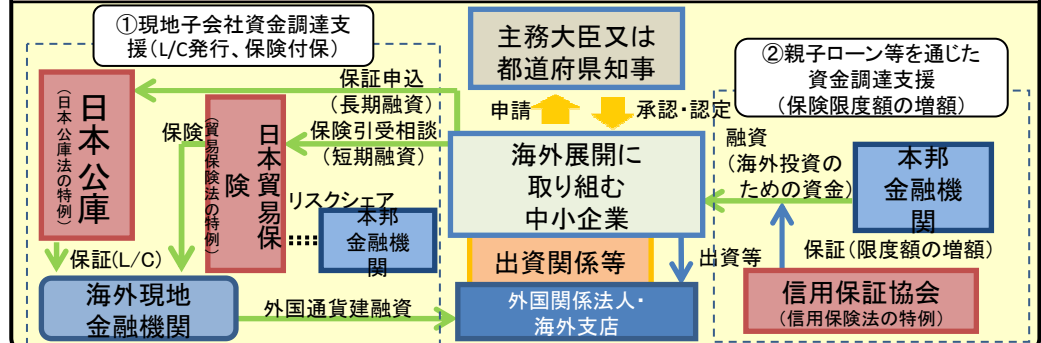 ①現地子会社資金調達支
援(L/C発行、保険付保)
主務大臣又は
都道府県知事
②親子ローン等を通じた
資金調達支援
(保険限度額の増額)
日本公庫
(日本公庫法の特例)
保証申込
(長期融資)
保険引受相談
(短期融資)
保険
日本貿易保
険
(貿易保険法の特例)
リスクシェア
本邦
金融機
関
申請
承認・認定
海外展開に
取り組む
中小企業
融資
(海外投資の
ための資金)
本邦
金融機
関
保証(L/C)
海外現地
金融機関
外国通貨建融資
出資関係等
外国関係法人・
海外支店
出資等
保証(限度額の増額)
信用保証協会
(信用保険法の特例)